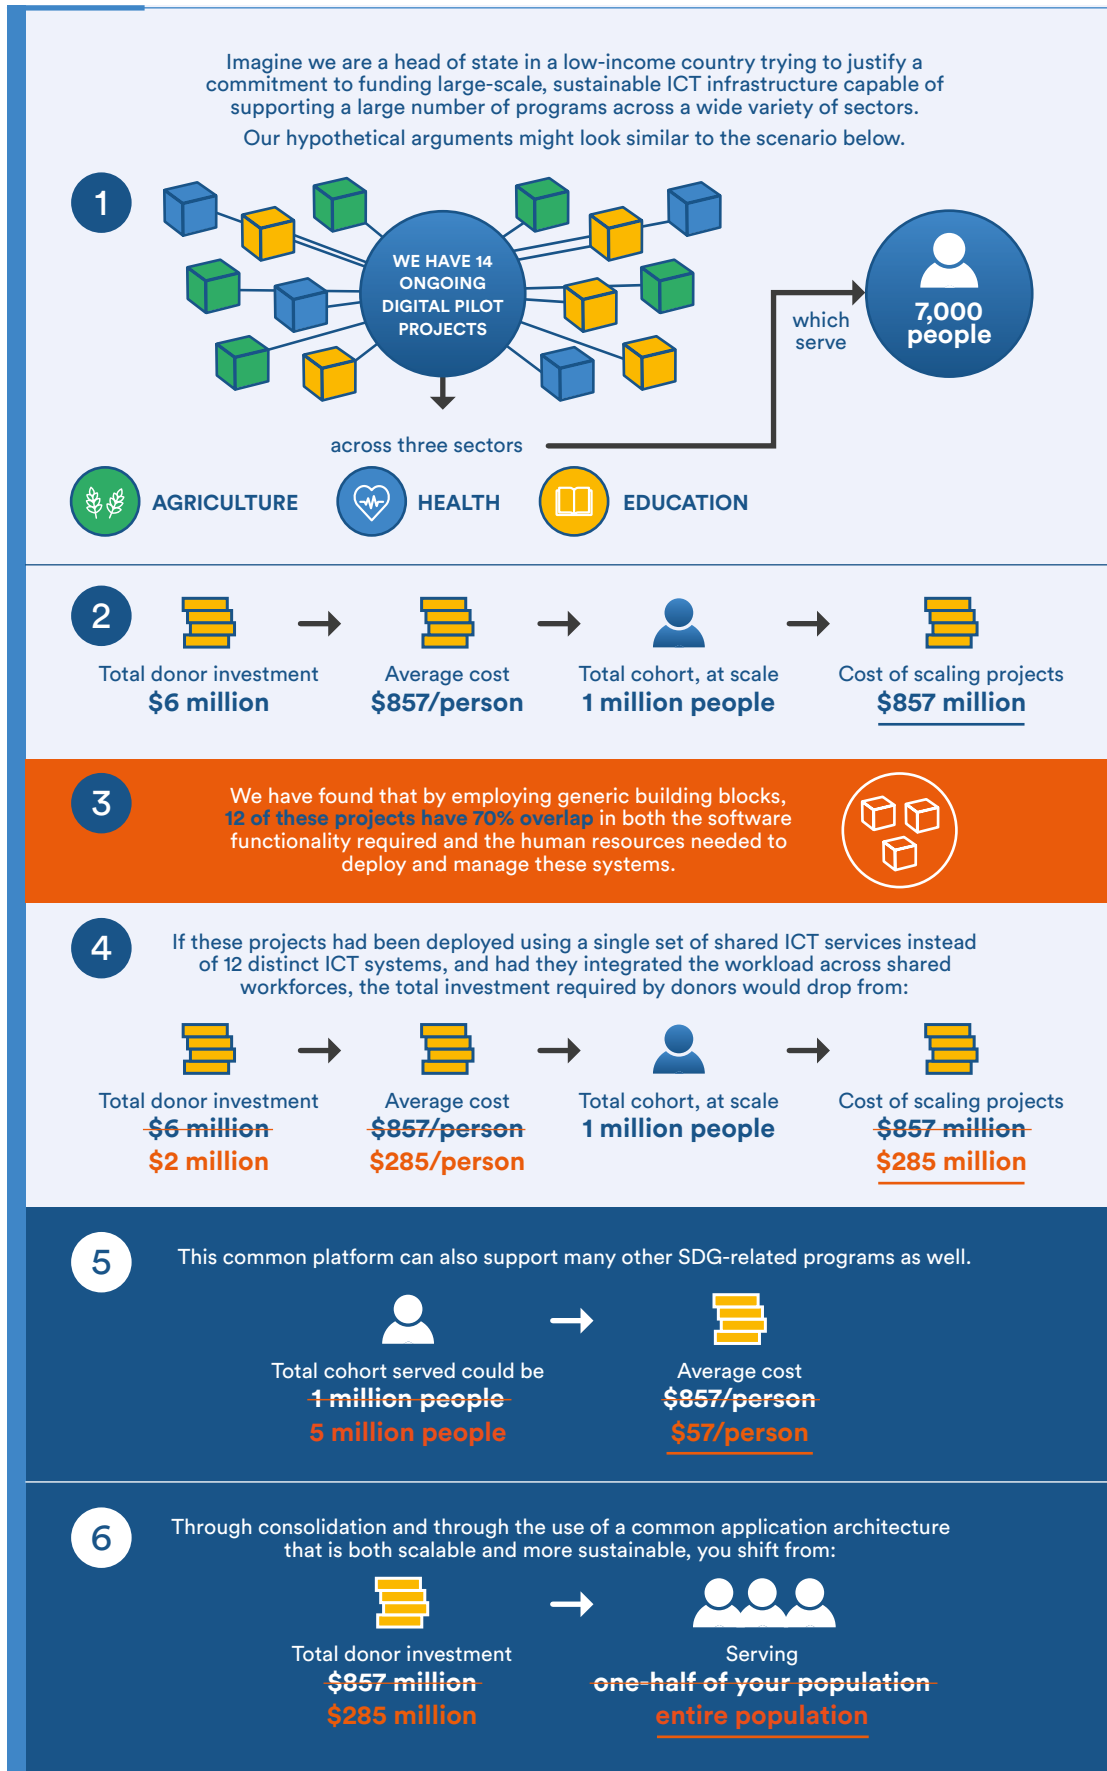 Imagine we are a head of state in a low-income country trying to justify a
commitment to funding large-scale, sustainable ICT infrastructure capable of
supporting a large number of programs across a wide variety of sectors.
Our hypothetical arguments might look similar to the scenario below.
1
WE HAVE 14
ONGOING
DIGITAL PILOT
PROJECTS
which
serve
7,000
people
across three sectors
AGRICULTURE
HEALTH
EDUCATION
2
Total donor investment
$6 million
Average cost
$857/person
Total cohort, at scale
1 million people
Cost of scaling projects
$857 million
3
We have found that by employing generic building blocks,
12 of these projects have 70% overlap in both the software
functionality required and the human resources needed to
deploy and manage these systems.
4
If these projects had been deployed using a single set of shared ICT services instead
of 12 distinct ICT systems, and had they integrated the workload across shared
workforces, the total investment required by donors would drop from:
Total donor investment
$6 million
$2 million
Average cost
$857/person
$285/person
Total cohort, at scale
1 million people
Cost of scaling projects
$857 million
$285 million
5
This common platform can also support many other SDG-related programs as well.
Total cohort served could be
1 million people
5 million people
Average cost
$857/person
$57/person
6
Through consolidation and through the use of a common application architecture
that is both scalable and more sustainable, you shift from:
Total donor investment
$857 million
$285 million
Serving
one-half of your population
entire population